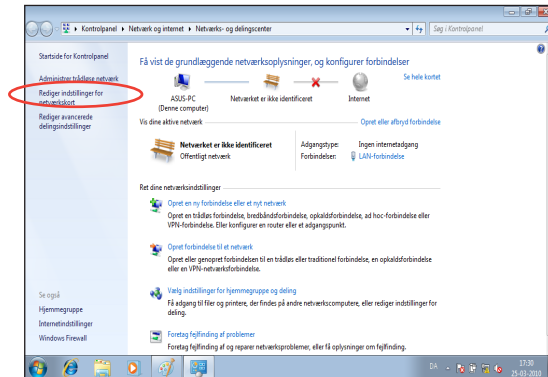 Kontrolpanel ▸ Netværk og internet ▸ Netværks- og delingscenter
Søg i Kontrolpanel
Startside for Kontrolpanel
Administrer trådløse netværk
Rediger indstillinger for
netværkskort
Rediger avancerede
delingsindstillinger
Få vist de grundlæggende netværksoplysninger, og konfigurer forbindelser
Se hele kortet
ASUS-PC
(Denne computer)
Netværket er ikke identificeret
Internet
Vis dine aktive netværk
Opret eller afbryd forbindelse
Netværket er ikke identificeret
Offentligt netværk
Adgangstype: Ingen internetadgang
Forbindelser: LAN-forbindelse
Ret dine netværksindstillinger
Opret en ny forbindelse eller et nyt netværk
Opret en trådløs forbindelse, bredbåndsforbindelse, opkaldsforbindelse, ad hoc-forbindelse eller
VPN-forbindelse. Eller konfigurer en router eller et adgangspunkt.
Opret forbindelse til et netværk
Opret eller genopret forbindelsen til en trådløs eller traditionel forbindelse, en opkaldsforbindelse
eller en VPN-netværksforbindelse.
Vælg indstillinger for hjemmegruppe og deling
Få adgang til filer og printere, der findes på andre netværkscomputere, eller rediger indstillinger for
deling.
Foretag fejlfinding af problemer
Foretag fejlfinding af og reparer netværksproblemer, eller få oplysninger om fejlfinding.
Se også
Hjemmegruppe
Internetindstillinger
Windows Firewall
DA
17:30
25-03-2010